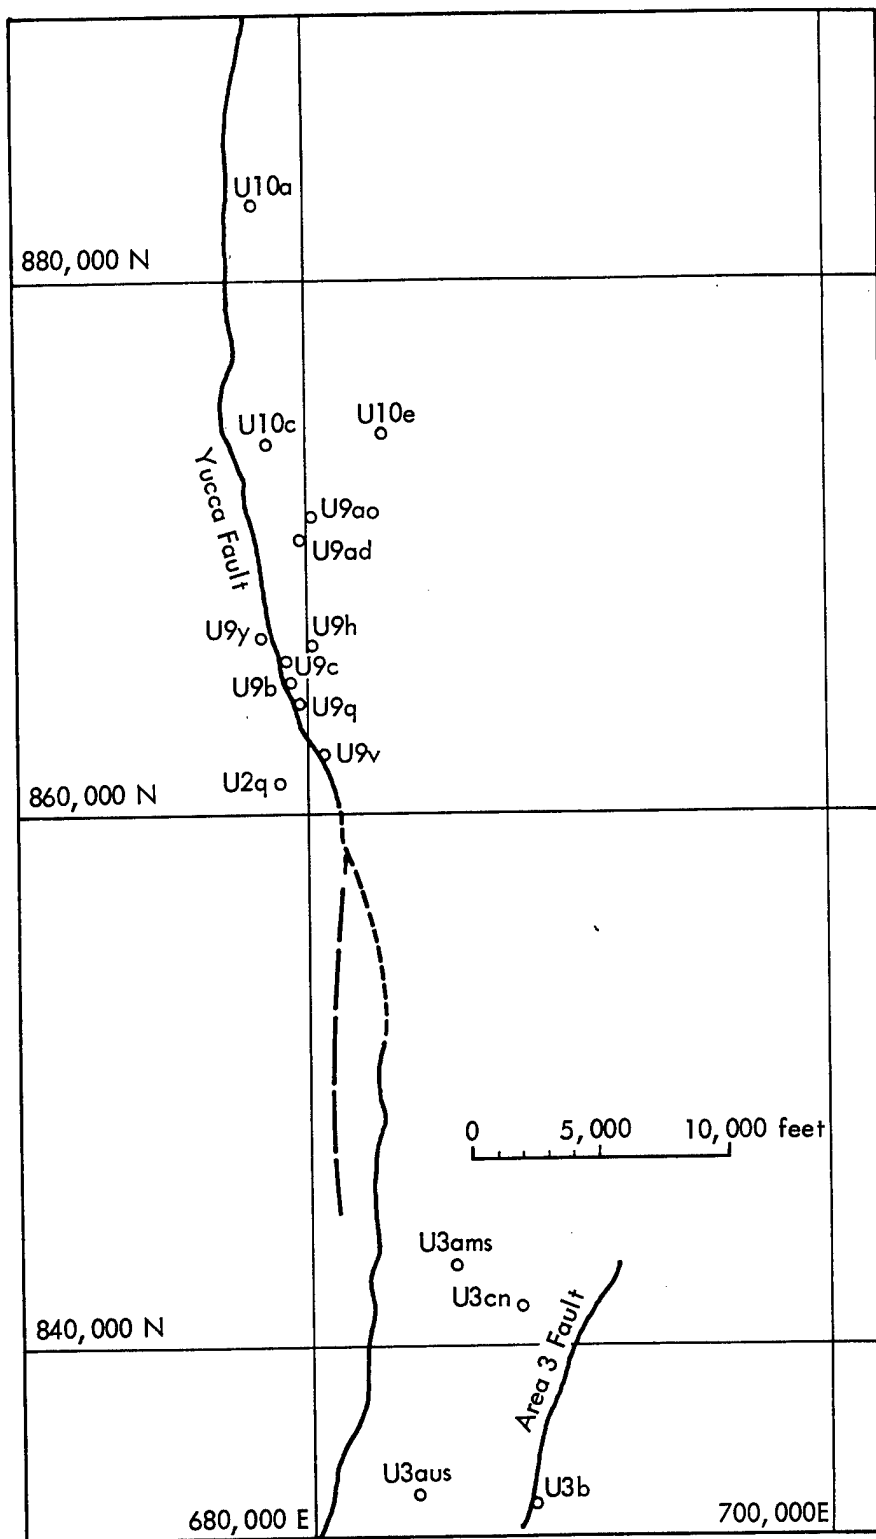 U10a
880,000 N
U10c
U10e
Yucca Fault
U9ao
U9ad
U9y
U9h
U9c
U9b
U9q
U9v
U2q
860,000 N
0 5,000 10,000 feet
U3ams
U3cn
840,000 N
Area 3 Fault
U3aus
U3b
680,000 E
700,000E